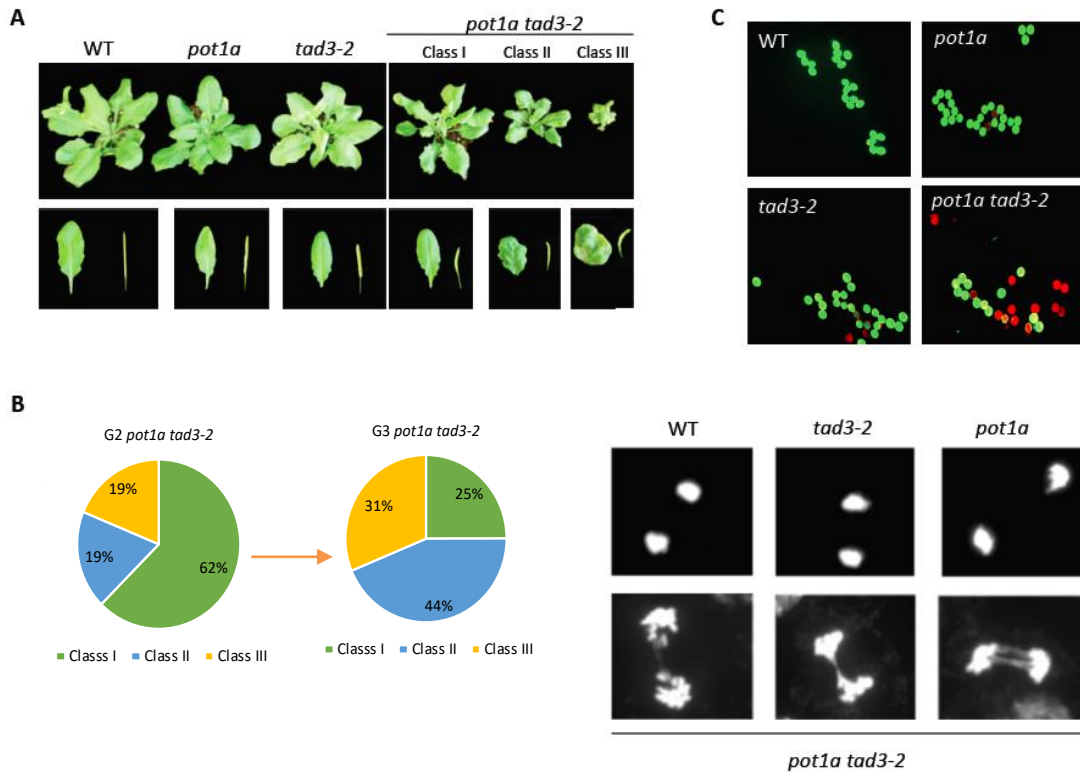 A
pot1a tad3-2
WT
pot1a
tad3-2
Class I
Class II
Class III
C
WT
pot1a
tad3-2
pot1a tad3-2
B
G2 pot1a tad3-2
19%
19%
62%
Classs I
Class II
Class III
G3 pot1a tad3-2
31%
25%
44%
Classs I
Class II
Class III
WT
tad3-2
pot1a
pot1a tad3-2